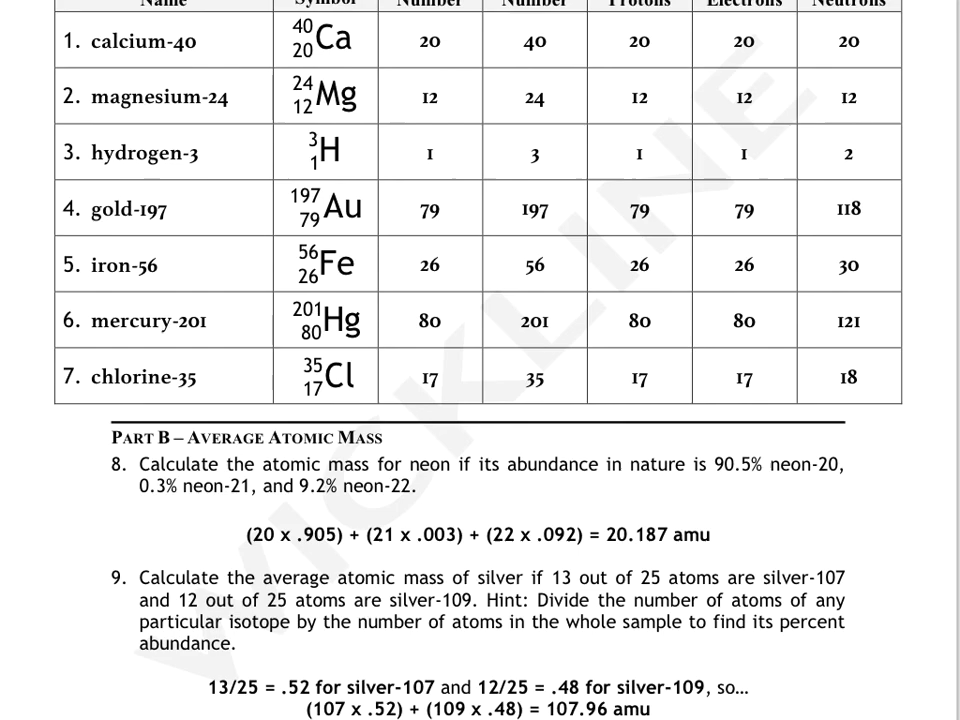 Name Symbol Number Number Protons Electrons Neutrons
1. calcium-40 40 20 Ca 20 40 20 20 20
2. magnesium-24 24 12 Mg 12 24 12 12 12
3. hydrogen-3 3 1 H 1 3 1 1 2
4. gold-197 197 79 Au 79 197 79 79 118
5. iron-56 56 26 Fe 26 56 26 26 30
6. mercury-201 201 80 Hg 80 201 80 80 121
7. chlorine-35 35 17 Cl 17 35 17 17 18
PART B – AVERAGE ATOMIC MASS
8. Calculate the atomic mass for neon if its abundance in nature is 90.5% neon-20,
0.3% neon-21, and 9.2% neon-22.
(20 x .905) + (21 x .003) + (22 x .092) = 20.187 amu
9. Calculate the average atomic mass of silver if 13 out of 25 atoms are silver-107
and 12 out of 25 atoms are silver-109. Hint: Divide the number of atoms of any
particular isotope by the number of atoms in the whole sample to find its percent
abundance.
13/25 = .52 for silver-107 and 12/25 = .48 for silver-109, so…
(107 x .52) + (109 x .48) = 107.96 amu
VICKLINE